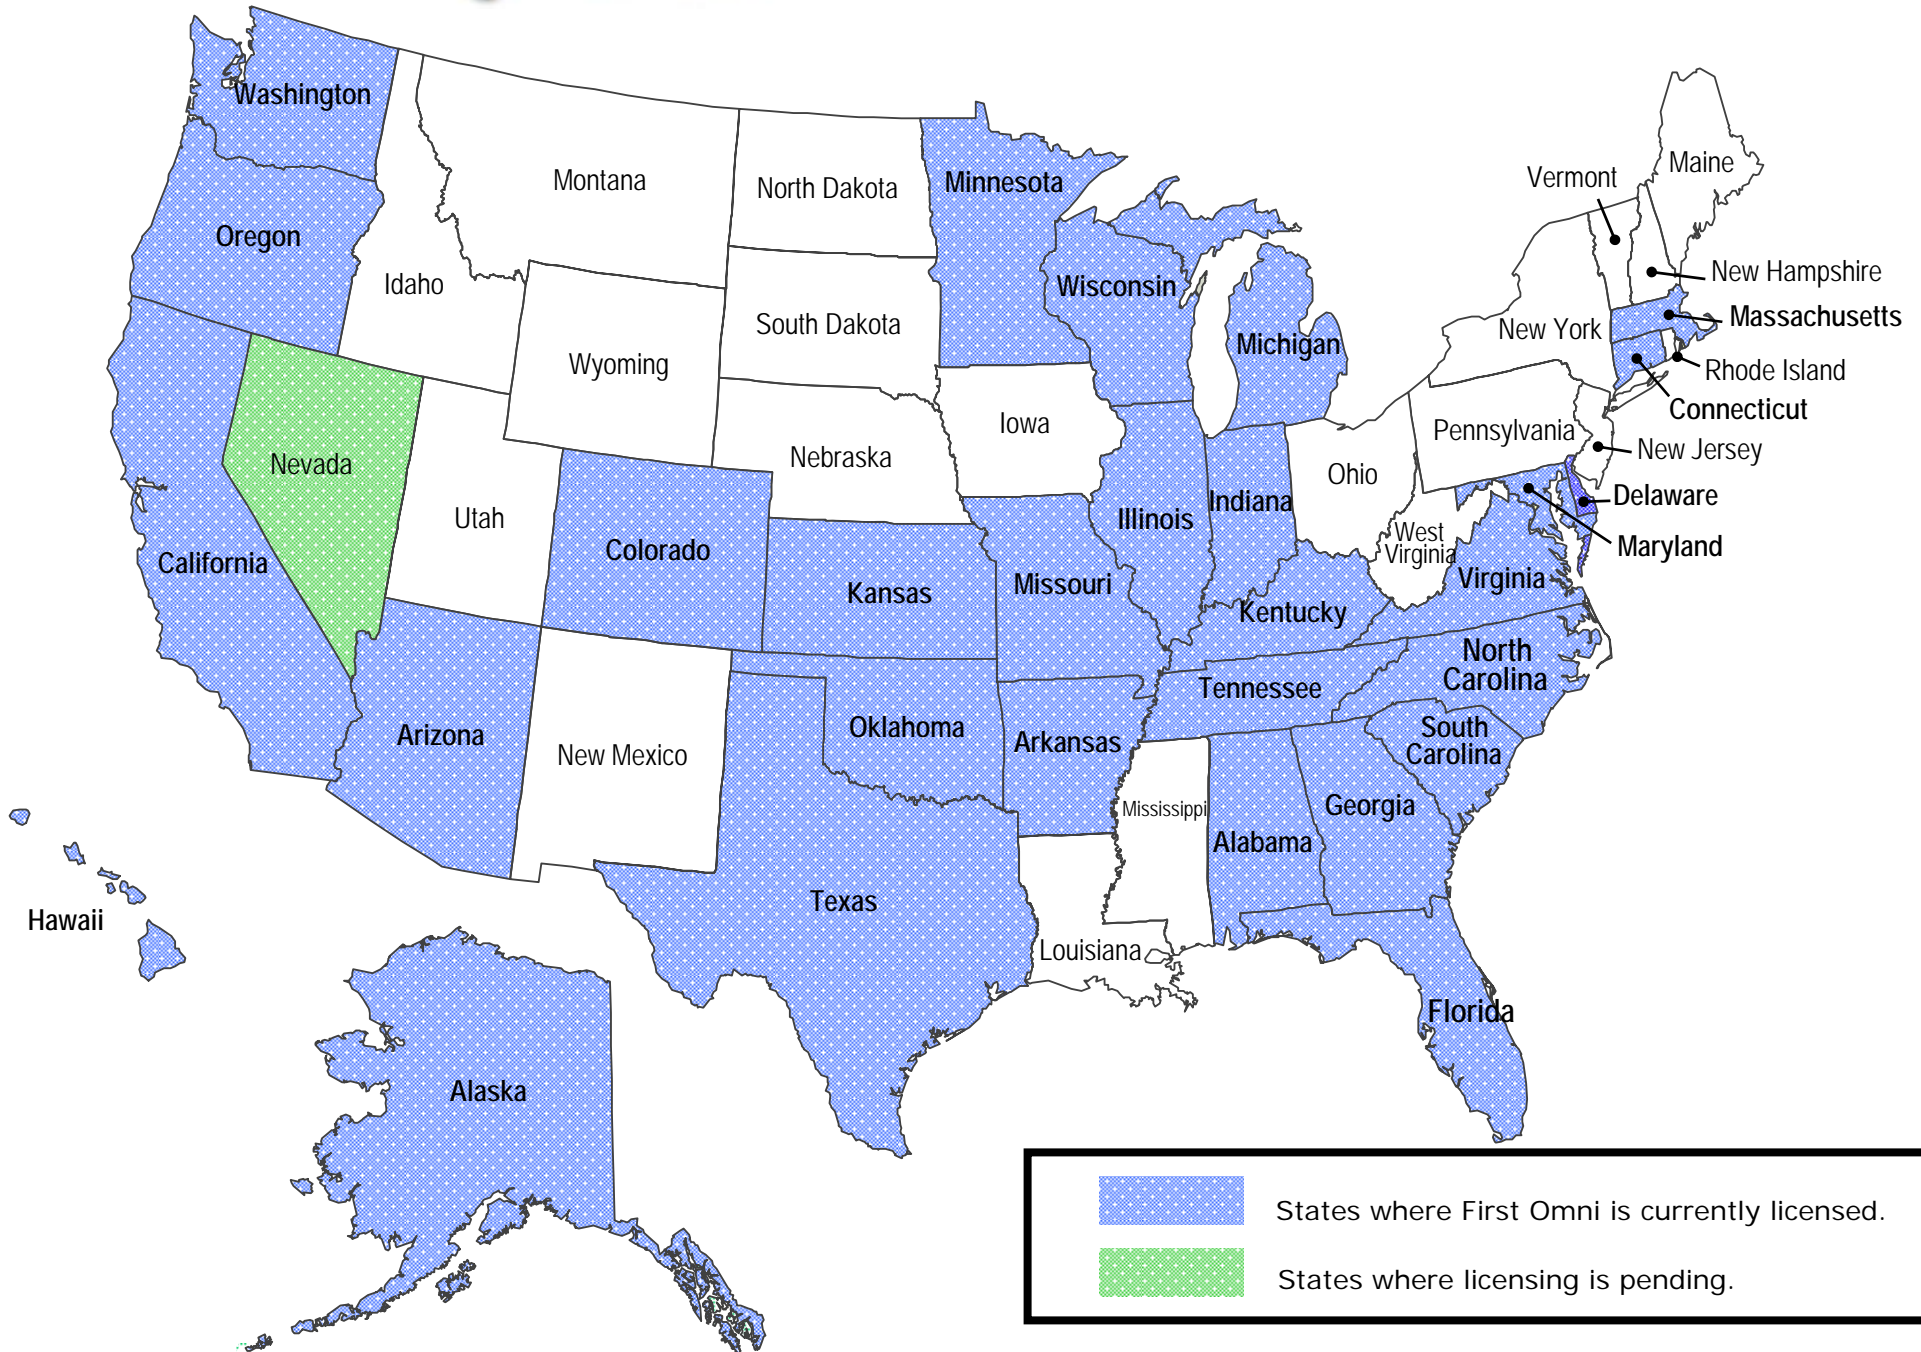 Washington
Montana
North Dakota
Minnesota
Vermont
Maine
Oregon
Idaho
Wisconsin
New Hampshire
South Dakota
New York
Massachusetts
Wyoming
Michigan
Rhode Island
Connecticut
Iowa
Pennsylvania
New Jersey
Nevada
Nebraska
Ohio
Utah
Illinois
Indiana
Delaware
West
Virginia
Maryland
California
Colorado
Kansas
Missouri
Virginia
Kentucky
North
Carolina
Tennessee
Arizona
New Mexico
Oklahoma
Arkansas
South
Carolina
Mississippi
Alabama
Georgia
Hawaii
Texas
Louisiana
Florida
Alaska
States where First Omni is currently licensed.
States where licensing is pending.